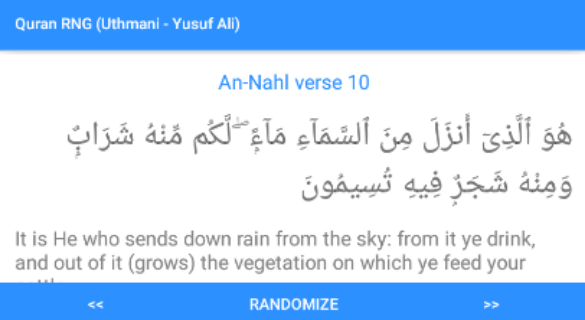 Quran RNG (Uthmani - Yusuf Ali)
An-Nahl verse 10
هُوَ ٱلَّذِىٓ أَنزَلَ مِنَ ٱلسَّمَآءِ مَآءًۭ ۖ لَّكُم مِّنْهُ شَرَابٌۭ
وَمِنْهُ شَجَرٌۭ فِيهِ تُسِيمُونَ
It is He who sends down rain from the sky: from it ye drink,
and out of it (grows) the vegetation on which ye feed your
<< RANDOMIZE >>